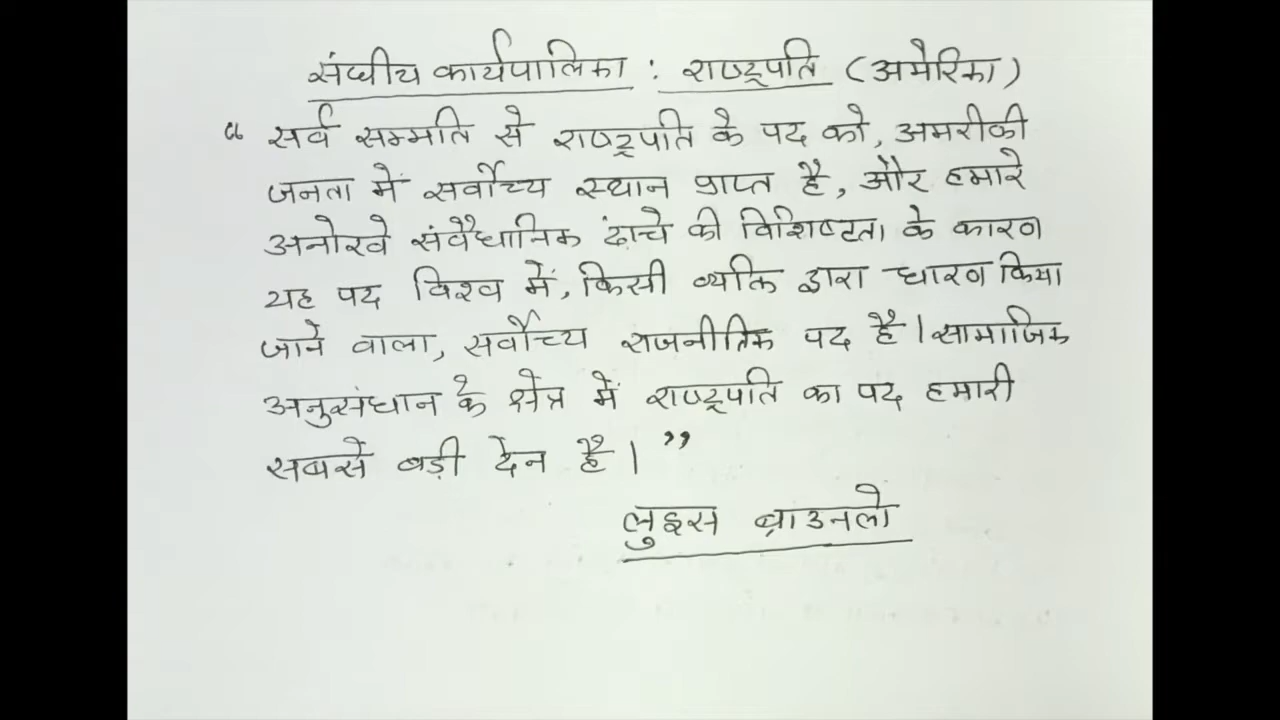 संघीय कार्यपालिका : राष्ट्रपति (अमेरिका)
“ सर्व सम्मति से राष्ट्रपति के पद को, अमरीकी
जनता में सर्वोच्य स्थान प्राप्त है, और हमारे
अनोखे संवैधानिक ढ़ांचे की विशिष्टता के कारण
यह पद विश्व में, किसी व्यक्ति द्वारा धारण किया
जाने वाला, सर्वोच्य राजनीतिक पद है। सामाजिक
अनुसंधान के क्षेत्र में राष्ट्रपति का पद हमारी
सबसे बड़ी देन है। ”
लुइस ब्राउनलो